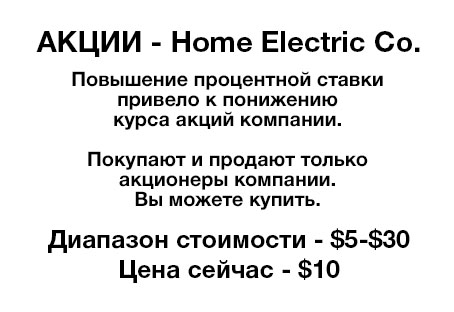 АКЦИИ - Home Electric Co.
Повышение процентной ставки
привело к понижению
курса акций компании.
Покупают и продают только
акционеры компании.
Вы можете купить.
Диапазон стоимости - $5-$30
Цена сейчас - $10